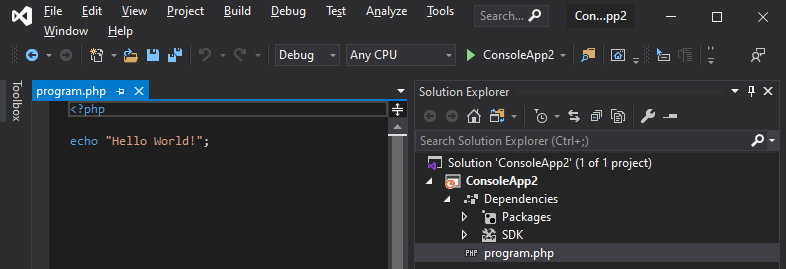 File Edit View Project Build Debug Test Analyze Tools Search... Con...pp2
Window Help
Debug Any CPU ConsoleApp2
Toolbox
program.php
<?php
echo "Hello World!";
Solution Explorer
Search Solution Explorer (Ctrl+;)
Solution 'ConsoleApp2' (1 of 1 project)
ConsoleApp2
Dependencies
Packages
SDK
PHP program.php